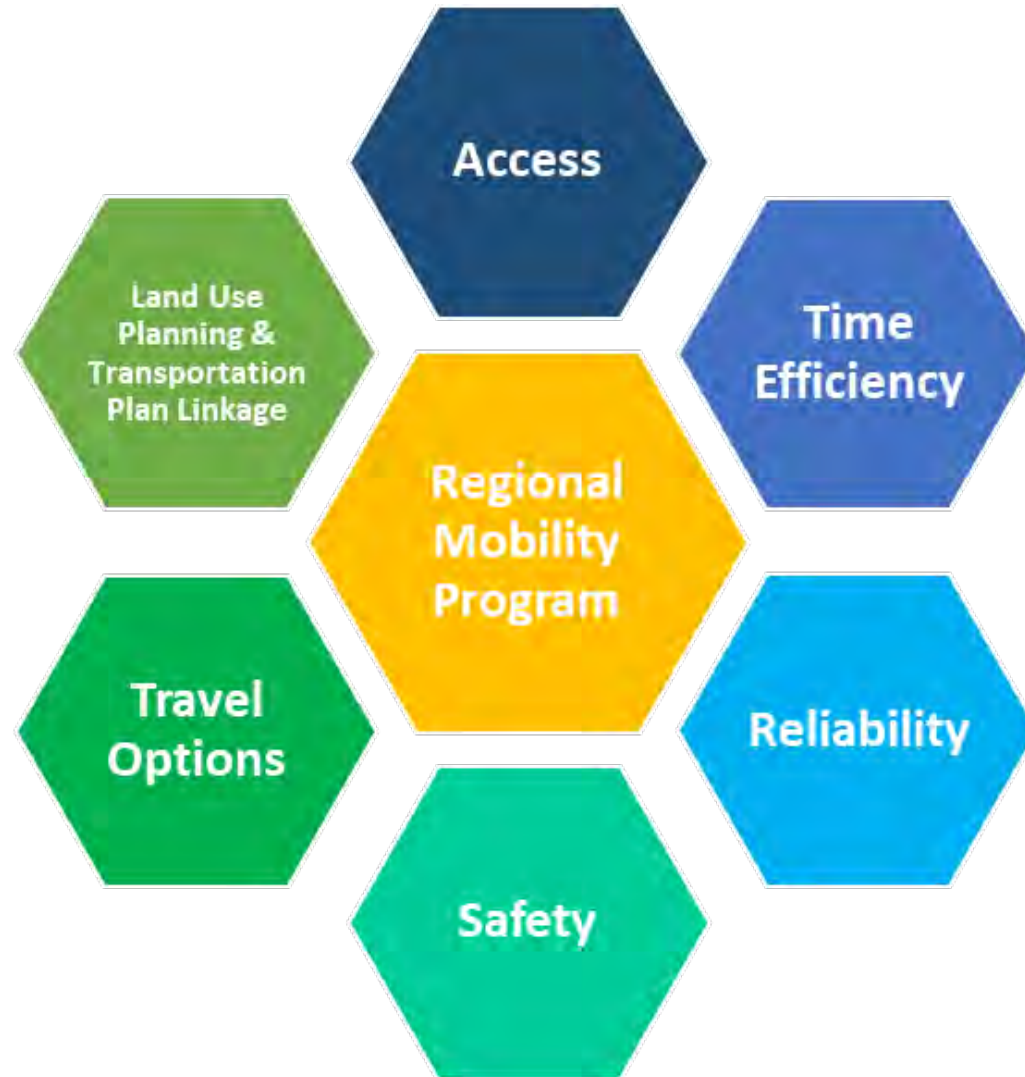 Access
Land Use
Planning &
Transportation
Plan Linkage
Time
Efficiency
Regional
Mobility
Program
Travel
Options
Reliability
Safety